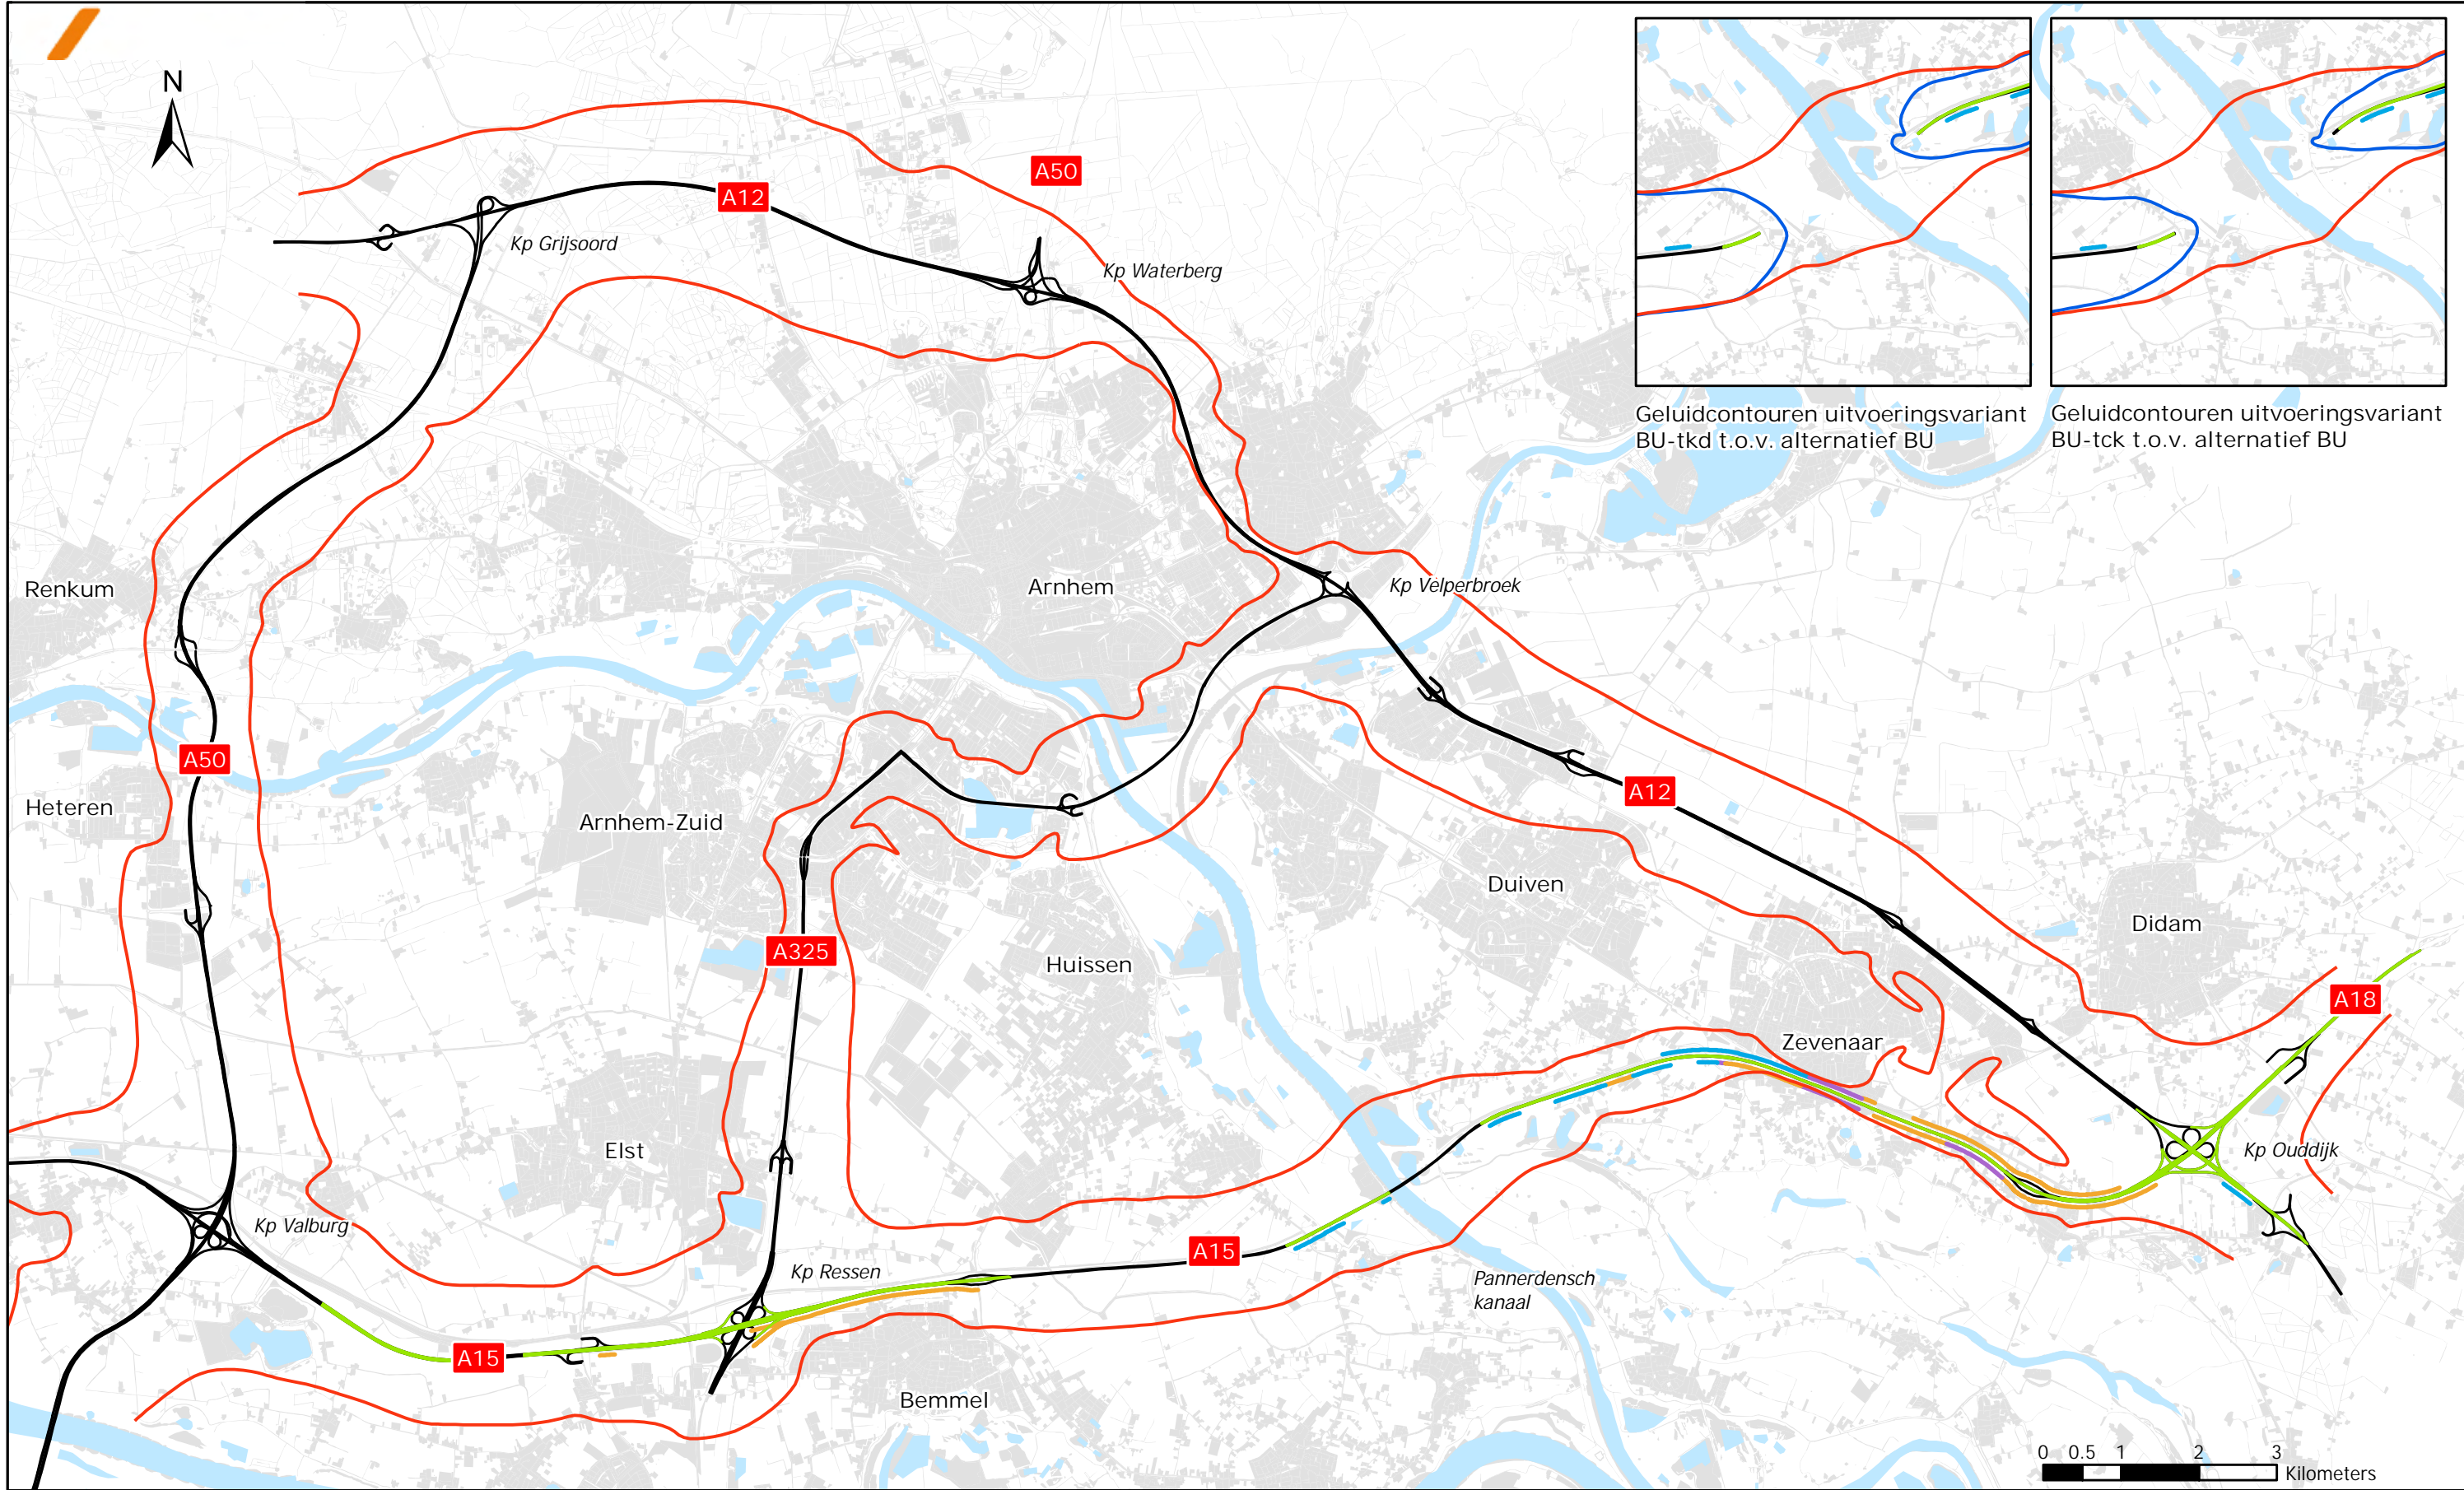 N
A50
A12
Kp Grijsoord
Kp Waterberg
Geluidcontouren uitvoeringsvariant
BU-tkd t.o.v. alternatief BU
Geluidcontouren uitvoeringsvariant
BU-tck t.o.v. alternatief BU
Renkum
Arnhem
Kp Velperbroek
A50
A12
Heteren
Arnhem-Zuid
Duiven
Didam
A325
Huissen
A18
Zevenaar
Elst
Kp Ouddijk
Kp Valburg
A15
Kp Ressen
Pannerdensch
kanaal
A15
Bemmel
0 0.5 1 2 3
Kilometers